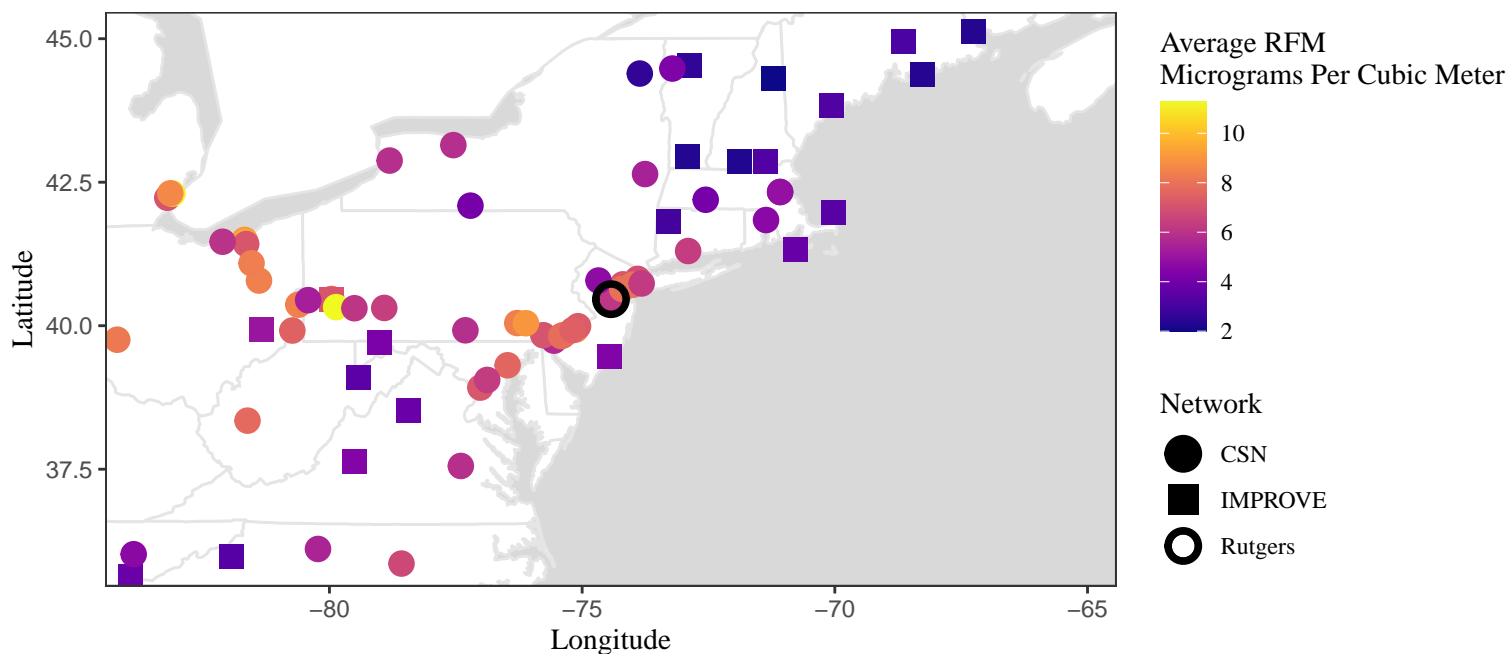 45.0
42.5
40.0
37.5
Latitude
−80
−75
−70
−65
Longitude
Average RFM
Micrograms Per Cubic Meter
10
8
6
4
2
Network
CSN
IMPROVE
Rutgers